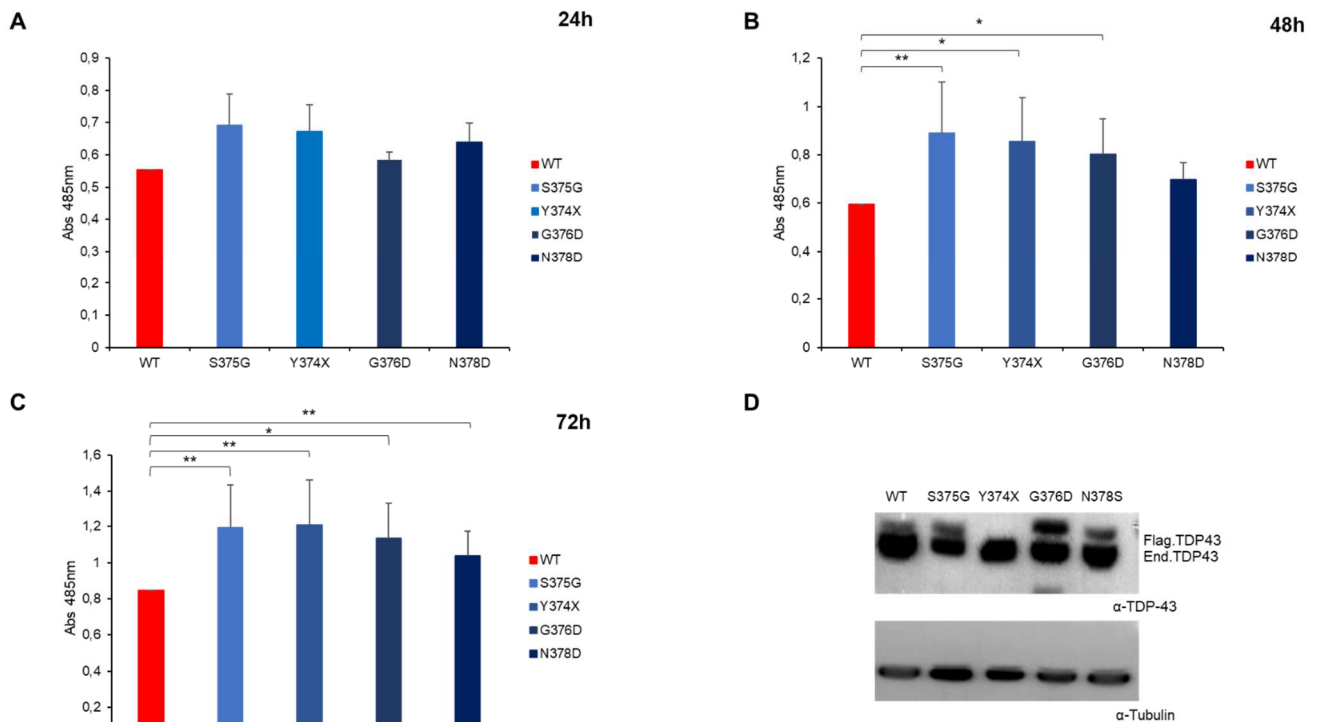 A
24h
0,9
0,8
0,7
0,6
0,5
0,4
0,3
0,2
0,1
0
Abs 485nm
WT S375G Y374X G376D N378D
WT
S375G
Y374X
G376D
N378D
B
48h
*
*
**
1,2
1
0,8
0,6
0,4
0,2
0
Abs 485nm
WT S375G Y374X G376D N378D
WT
S375G
Y374X
G376D
N378D
C
72h
**
*
**
**
1,6
1,4
1,2
1
0,8
0,6
0,4
0,2
Abs 485nm
WT
S375G
Y374X
G376D
N378D
D
WT S375G Y374X G376D N378S
Flag.TDP43
End.TDP43
α-TDP-43
α-Tubulin